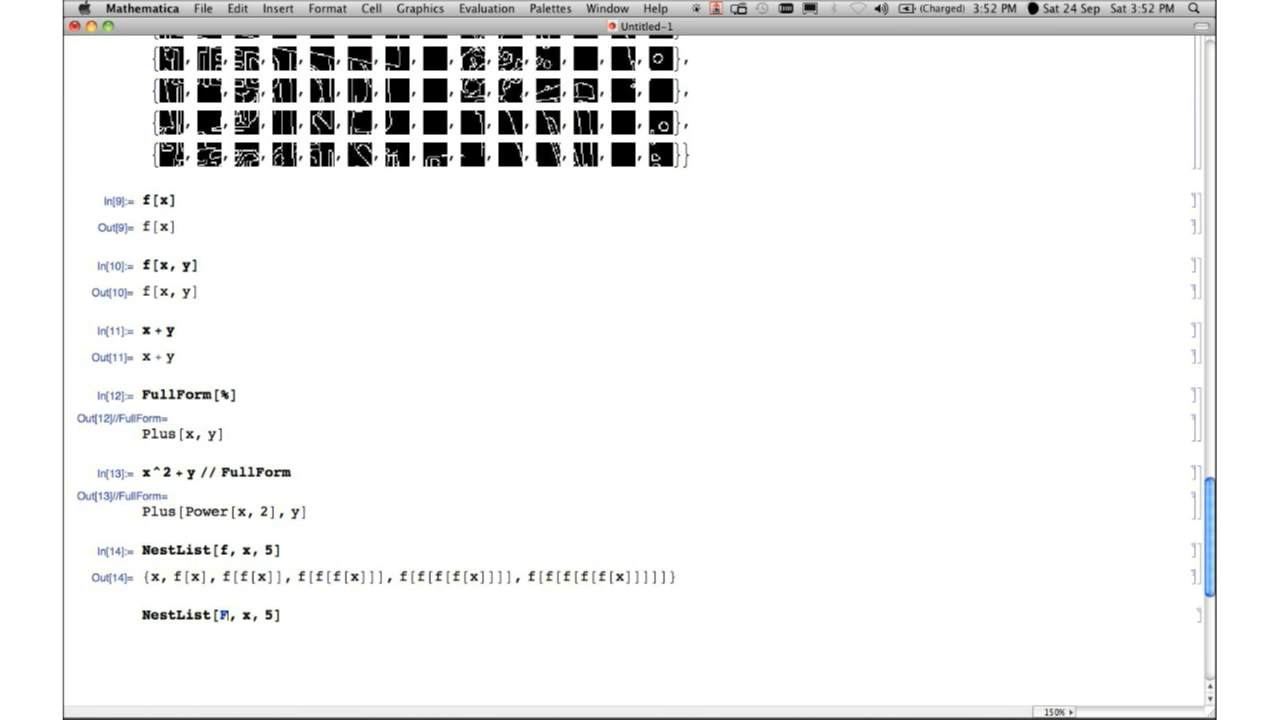 Mathematica File Edit Insert Format Cell Graphics Evaluation Palettes Window Help (Charged) 3:52 PM Sat 24 Sep Sat 3:52 PM
Untitled-1
In[9]:= f[x]
Out[9]= f[x]
In[10]:= f[x, y]
Out[10]= f[x, y]
In[11]:= x + y
Out[11]= x + y
In[12]:= FullForm[%]
Out[12]//FullForm=
Plus[x, y]
In[13]:= x^2 + y // FullForm
Out[13]//FullForm=
Plus[Power[x, 2], y]
In[14]:= NestList[f, x, 5]
Out[14]= {x, f[x], f[f[x]], f[f[f[x]]], f[f[f[f[x]]]], f[f[f[f[f[x]]]]]}
NestList[F, x, 5]
150%